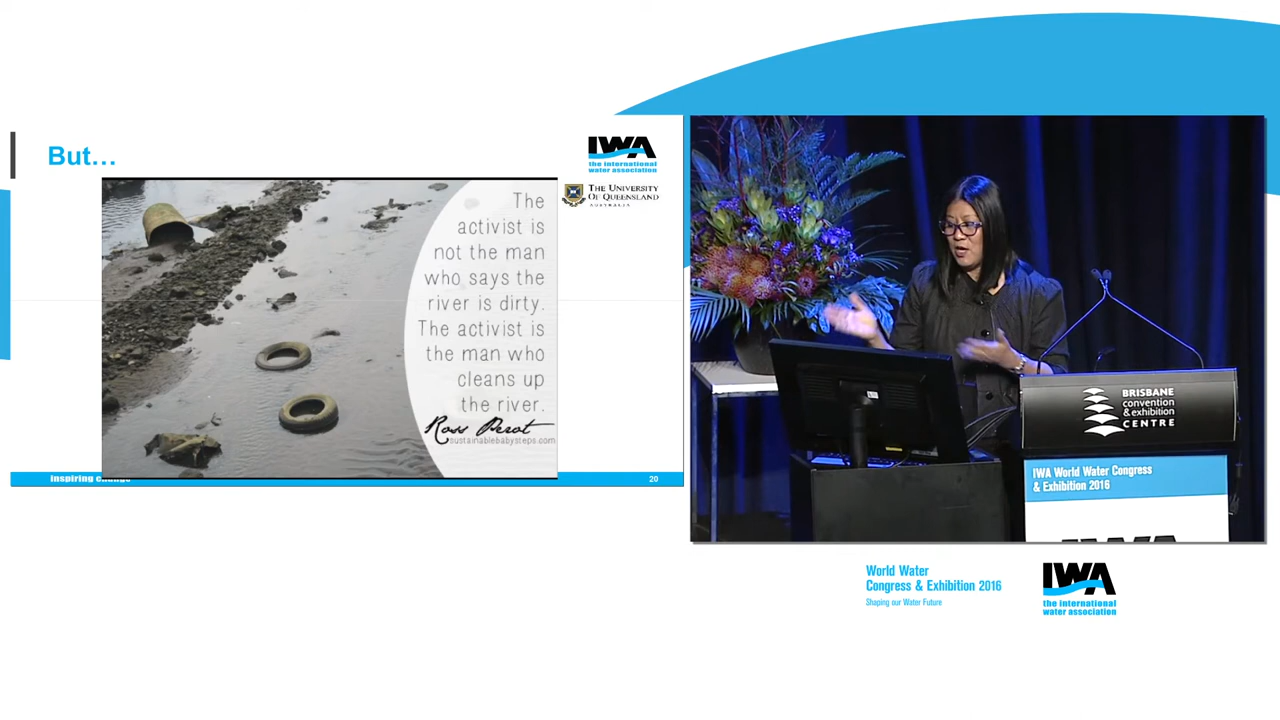 But...
IWA
the international
water association
THE UNIVERSITY
OF QUEENSLAND
AUSTRALIA
The
activist is
not the man
who says the
river is dirty.
The activist is
the man who
cleans up
the river.
Ross Perot
sustainablebabysteps.com
20
BRISBANE
convention
& exhibition
CENTRE
IWA World Water Congress
& Exhibition 2016
World Water
Congress & Exhibition 2016
Shaping our Water Future
IWA
the international
water association